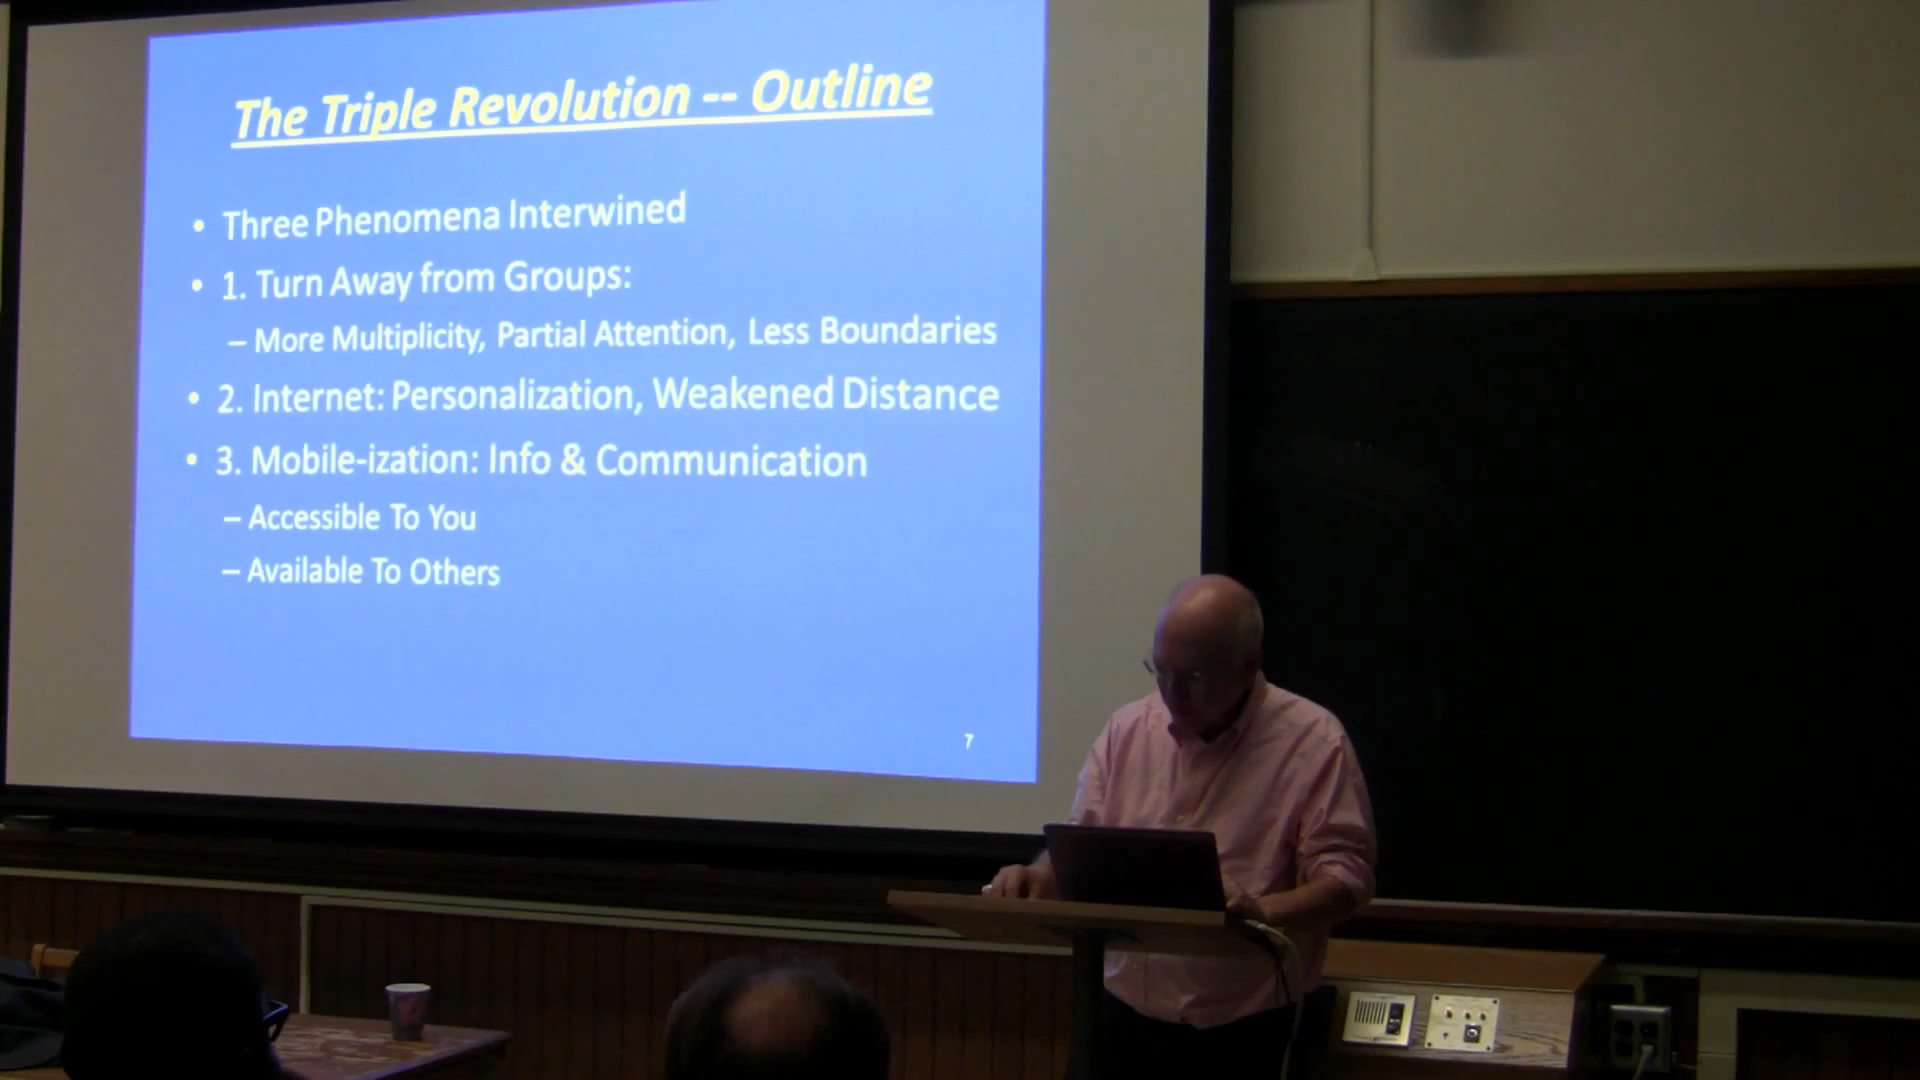 The Triple Revolution -- Outline
• Three Phenomena Interwined
• 1. Turn Away from Groups:
– More Multiplicity, Partial Attention, Less Boundaries
• 2. Internet: Personalization, Weakened Distance
• 3. Mobile-ization: Info & Communication
– Accessible To You
– Available To Others
7